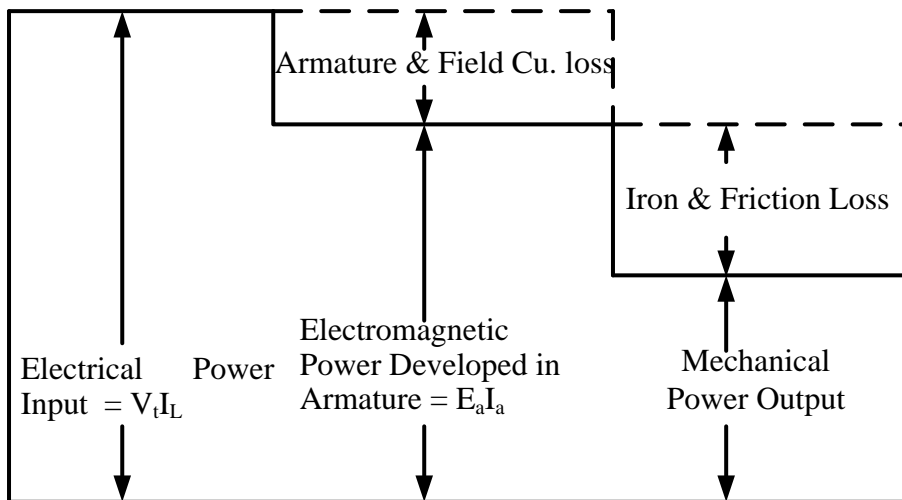 Armature & Field Cu. loss
Iron & Friction Loss
Electrical Power
Input = VₜI_L
Electromagnetic
Power Developed in
Armature = EₐIₐ
Mechanical
Power Output